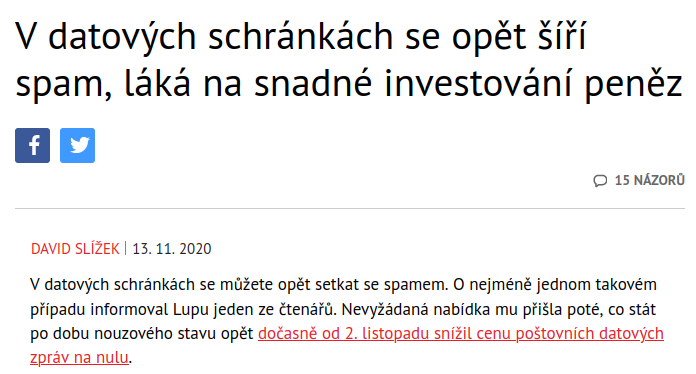 V datových schránkách se opět šíří
spam, láká na snadné investování peněz
15 NÁZORŮ
DAVID SLÍŽEK | 13. 11. 2020
V datových schránkách se můžete opět setkat se spamem. O nejméně jednom takovém
případu informoval Lupu jeden ze čtenářů. Nevyžádaná nabídka mu přišla poté, co stát
po dobu nouzového stavu opět dočasně od 2. listopadu snížil cenu poštovních datových
zpráv na nulu.